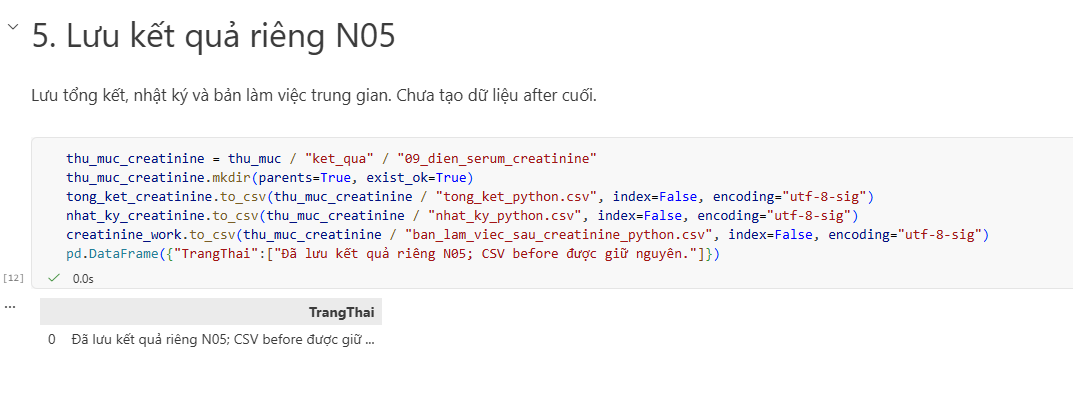 5. Lưu kết quả riêng N05
Lưu tổng kết, nhật ký và bản làm việc trung gian. Chưa tạo dữ liệu after cuối.
thu_muc_creatinine = thu_muc / "ket_qua" / "09_dien_serum_creatinine"
thu_muc_creatinine.mkdir(parents=True, exist_ok=True)
tong_ket_creatinine.to_csv(thu_muc_creatinine / "tong_ket_python.csv", index=False, encoding="utf-8-sig")
nhat_ky_creatinine.to_csv(thu_muc_creatinine / "nhat_ky_python.csv", index=False, encoding="utf-8-sig")
creatinine_work.to_csv(thu_muc_creatinine / "ban_lam_viec_sau_creatinine_python.csv", index=False, encoding="utf-8-sig")
pd.DataFrame({"TrangThai":["Đã lưu kết quả riêng N05; CSV before được giữ nguyên."]})
[12]
0.0s
...
TrangThai
0 Đã lưu kết quả riêng N05; CSV before được giữ ...